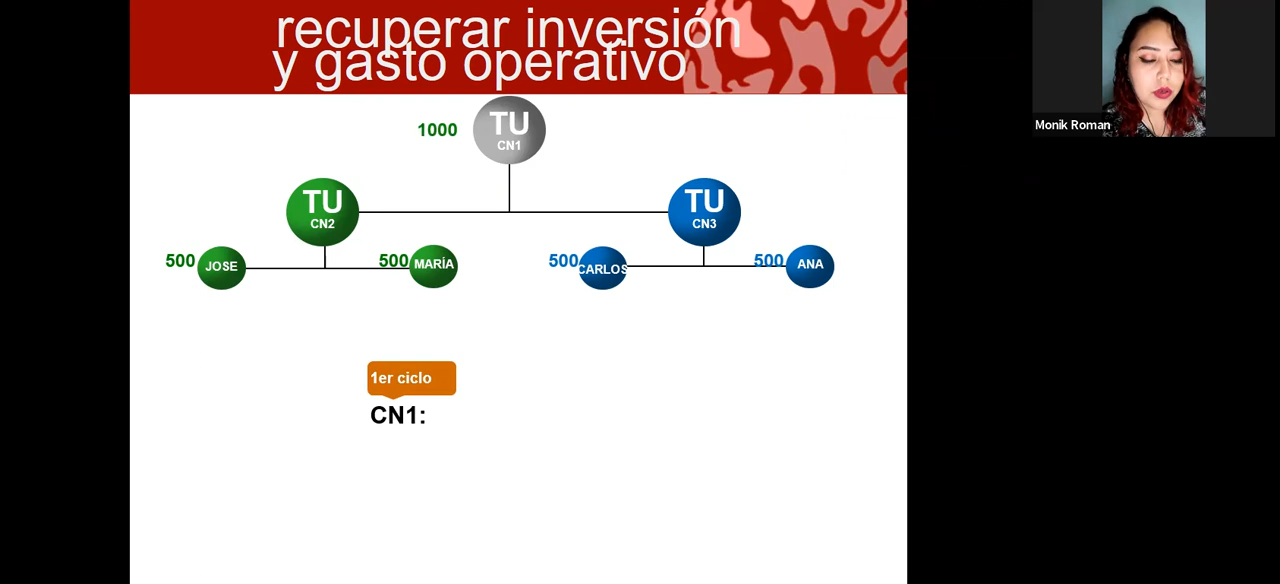 recuperar inversión
y gasto operativo
1000
TU
CN1
TU
CN2
TU
CN3
500
JOSE
500
MARÍA
500
CARLOS
500
ANA
1er ciclo
CN1:
Monik Roman